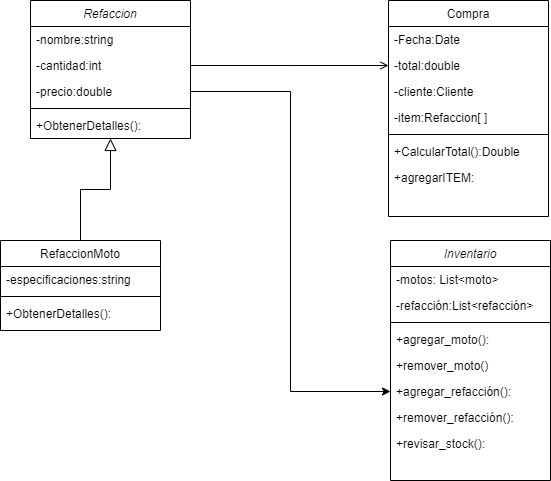 Refaccion
-nombre:string
-cantidad:int
-precio:double
+ObtenerDetalles():
Compra
-Fecha:Date
-total:double
-cliente:Cliente
-item:Refaccion[ ]
+CalcularTotal():Double
+agregarITEM:
RefaccionMoto
-especificaciones:string
+ObtenerDetalles():
Inventario
-motos: List<moto>
-refacción:List<refacción>
+agregar_moto():
+remover_moto()
+agregar_refacción():
+remover_refacción():
+revisar_stock():